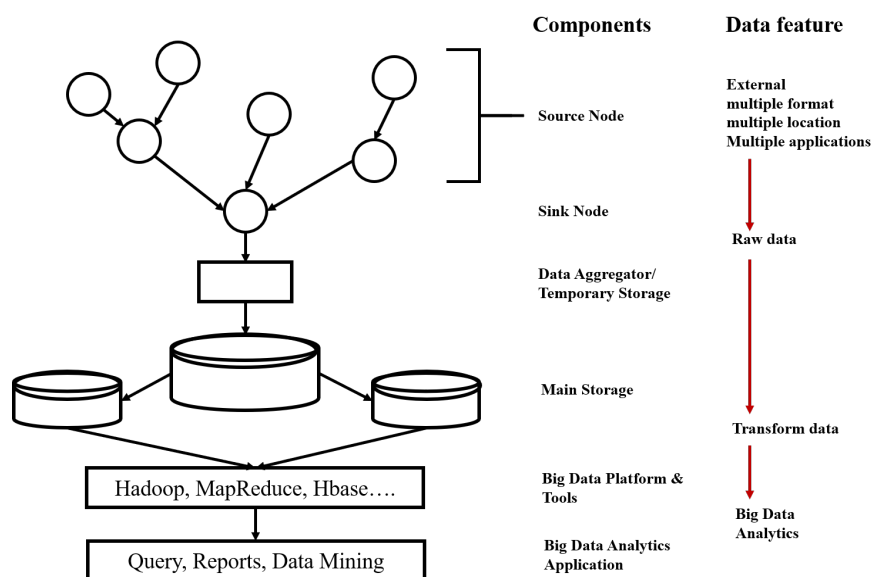 Components
Data feature
External
multiple format
Source Node
multiple location
Multiple applications
Sink Node
Raw data
Data Aggregator/
Temporary Storage
Main Storage
Transform data
Hadoop, MapReduce, Hbase….
Big Data Platform &
Tools
Big Data
Analytics
Query, Reports, Data Mining
Big Data Analytics
Application